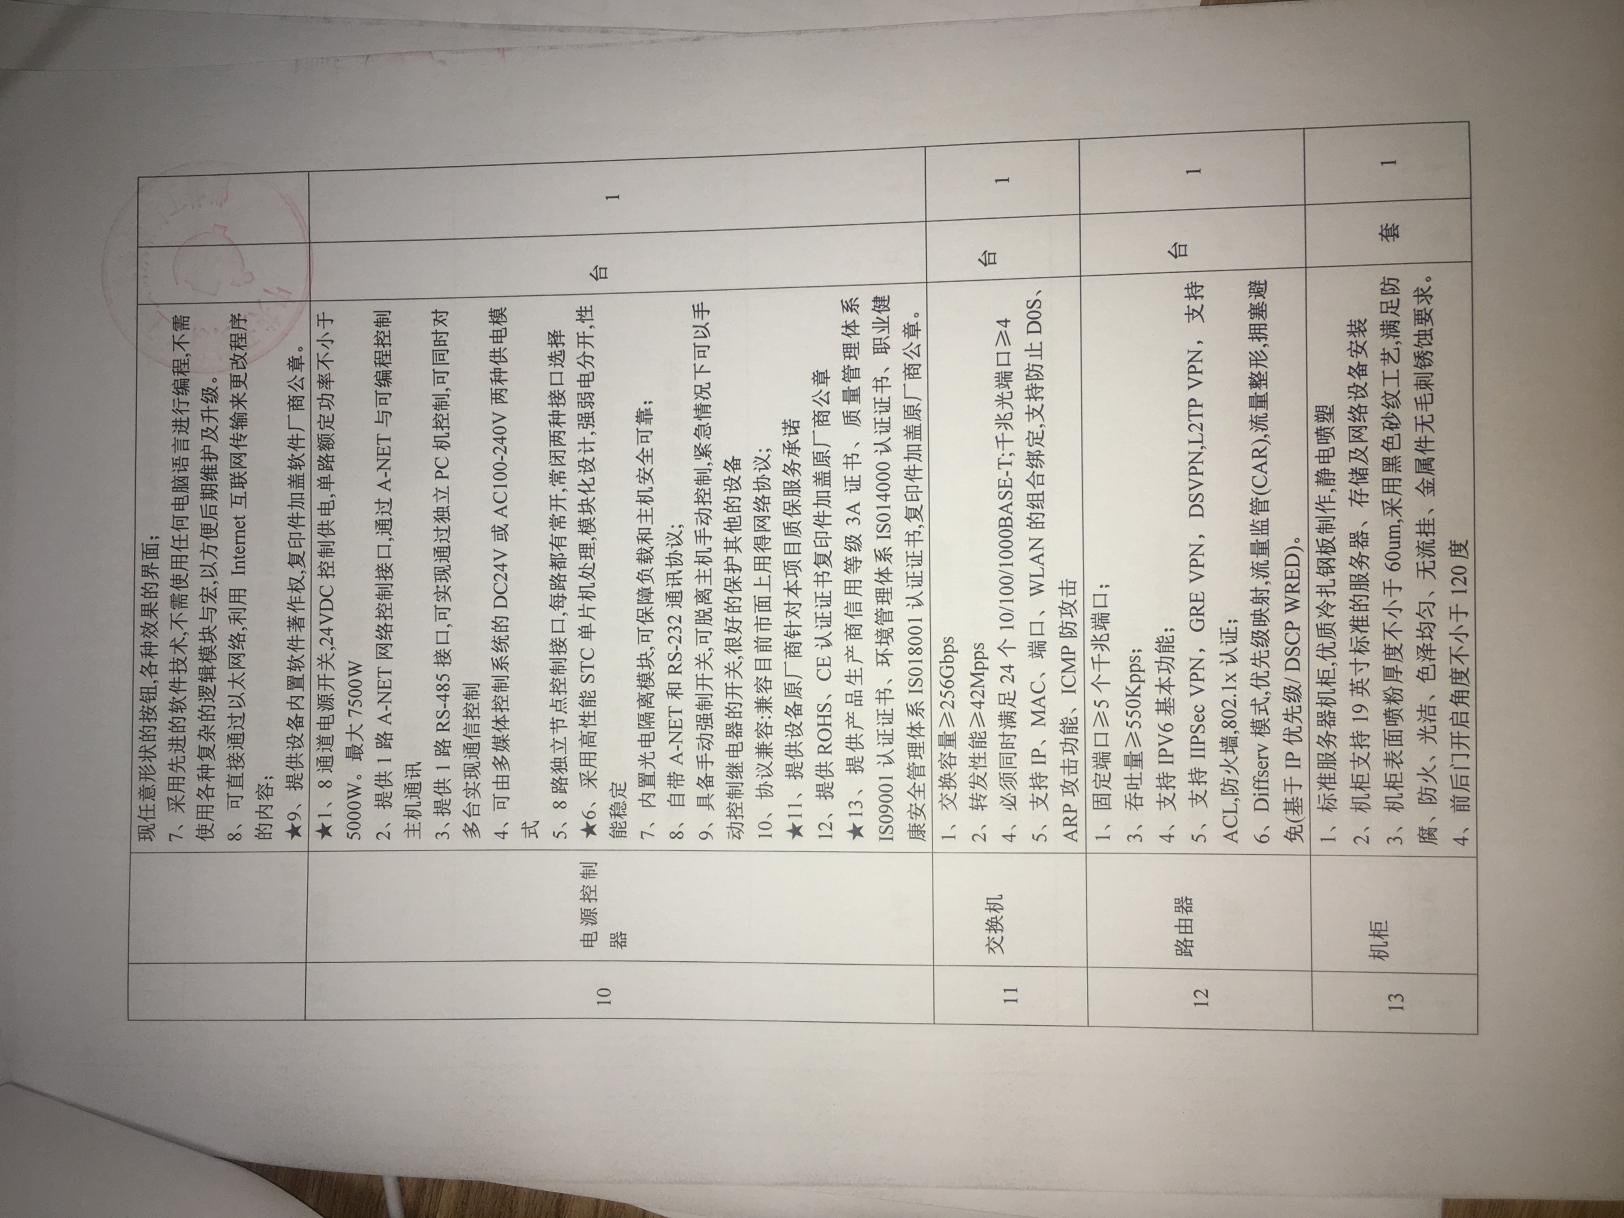 现任意形状的按钮,各种效果的界面；
7、采用先进的软件技术,不需使用任何电脑语言进行编程,不需
使用各种复杂的逻辑模块与宏,以方便后期维护及升级。
8、可直接通过以太网络,利用 Internet 互联网传输来更改程序
的内容；
★9、提供设备内置软件著作权,复印件加盖软件厂商公章。
10
电源控制
器
★1、8 通道电源开关,24VDC 控制供电,单路额定功率不小于
5000W。最大 7500W
2、提供 1 路 A-NET 网络控制接口,通过 A-NET 与可编程控制
主机通讯
3、提供 1 路 RS-485 接口,可实现通过独立 PC 机控制,可同时对
多台实现通信控制
4、可由多媒体控制系统的 DC24V 或 AC100-240V 两种供电模
式
5、8 路独立节点控制接口,每路都有常开,常闭两种接口选择
★6、采用高性能 STC 单片机处理,模块化设计,强弱电分开,性
能稳定
7、内置光电隔离模块,可保障负载和主机安全可靠；
8、自带 A-NET 和 RS-232 通讯协议；
9、具备手动强制开关,可脱离主机手动控制,紧急情况下可以手
动控制继电器的开关,很好的保护其他的设备
10、协议兼容:兼容目前市面上用得网络协议；
★11、提供设备原厂商针对本项目质保服务承诺
12、提供 ROHS、CE 认证证书复印件加盖原厂商公章
★13、提供产品生产商信用等级 3A 证书、质量管理体系
IS09001 认证证书、环境管理体系 IS014000 认证证书、职业健
康安全管理体系 IS018001 认证证书,复印件加盖原厂商公章。
台
1
11
交换机
1、交换容量≥256Gbps
2、转发性能≥42Mpps
4、必须同时满足 24 个 10/100/1000BASE-T;千兆光端口≥4
5、支持 IP、MAC、端口、WLAN 的组合绑定,支持防止 D0S、
ARP 攻击功能、ICMP 防攻击
台
1
12
路由器
1、固定端口≥5 个千兆端口；
3、吞吐量≥550Kpps；
4、支持 IPV6 基本功能；
5、支持 IIPSec VPN，GRE VPN，DSVPN,L2TP VPN，支持
ACL,防火墙,802.1x 认证；
6、Diffserv 模式,优先级映射,流量监管(CAR),流量整形,拥塞避
免(基于 IP 优先级/ DSCP WRED)。
台
1
13
机柜
1、标准服务器机柜,优质冷扎钢板制作,静电喷塑
2、机柜支持 19 英寸标准的服务器、存储及网络设备安装
3、机柜表面喷粉厚度不小于 60um,采用黑色砂纹工艺,满足防
腐、防火、光洁、色泽均匀、无流挂、金属件无毛刺锈蚀要求。
4、前后门开启角度不小于 120 度
套
1